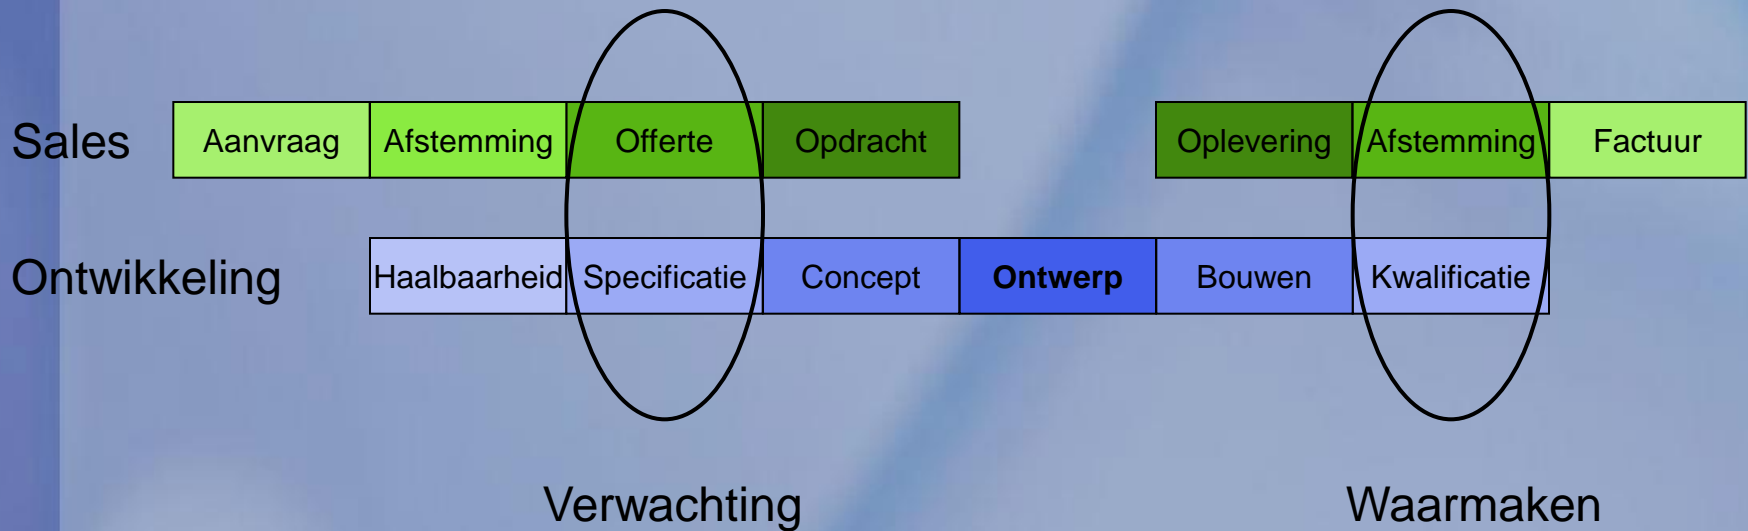 Sales
Aanvraag
Afstemming
Offerte
Opdracht
Oplevering
Afstemming
Factuur
Ontwikkeling
Haalbaarheid
Specificatie
Concept
Ontwerp
Bouwen
Kwalificatie
Verwachting
Waarmaken